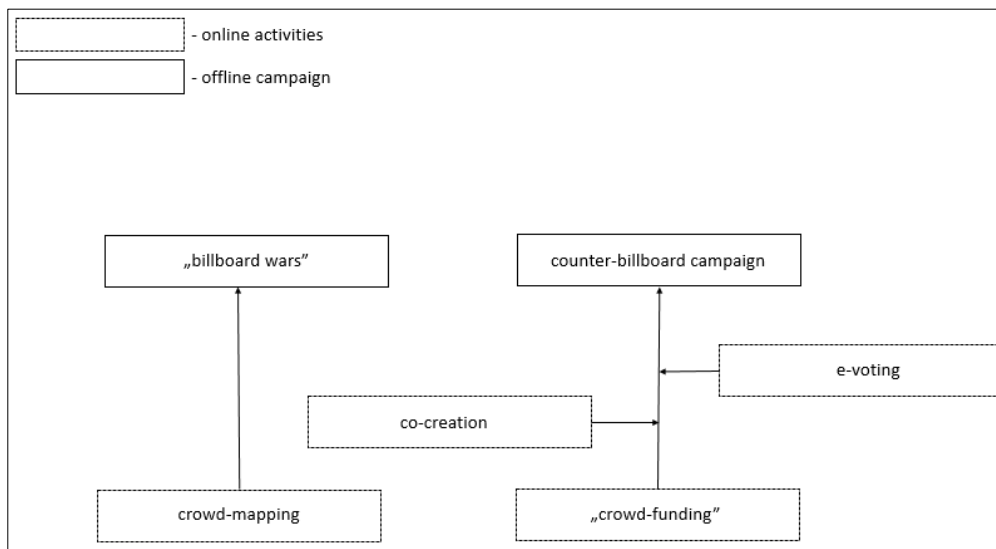 - online activities
- offline campaign
„billboard wars”
counter-billboard campaign
e-voting
co-creation
crowd-mapping
„crowd-funding”